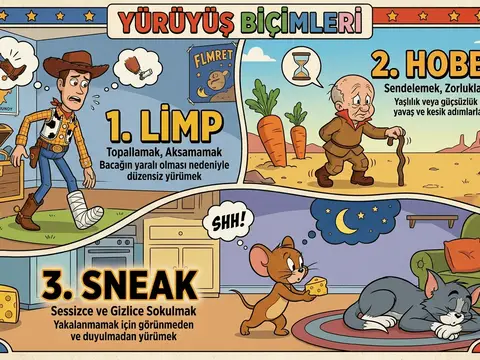 YÜRÜYÜŞ BİÇİMLERİ
FLMRET
1. LİMP
Topallamak, Aksamamak
Bacağın yaralı olması nedeniyle
düzensiz yürümek
2. HOBB
Sendelemek, Zorlukla
Yaşlılık veya güçsüzlük
yavaş ve kesik adımlarla
SHH!
3. SNEAK
Sessizce ve Gizlice Sokulmak
Yakalanmamak için görünmeden
ve duyulmadan yürümek